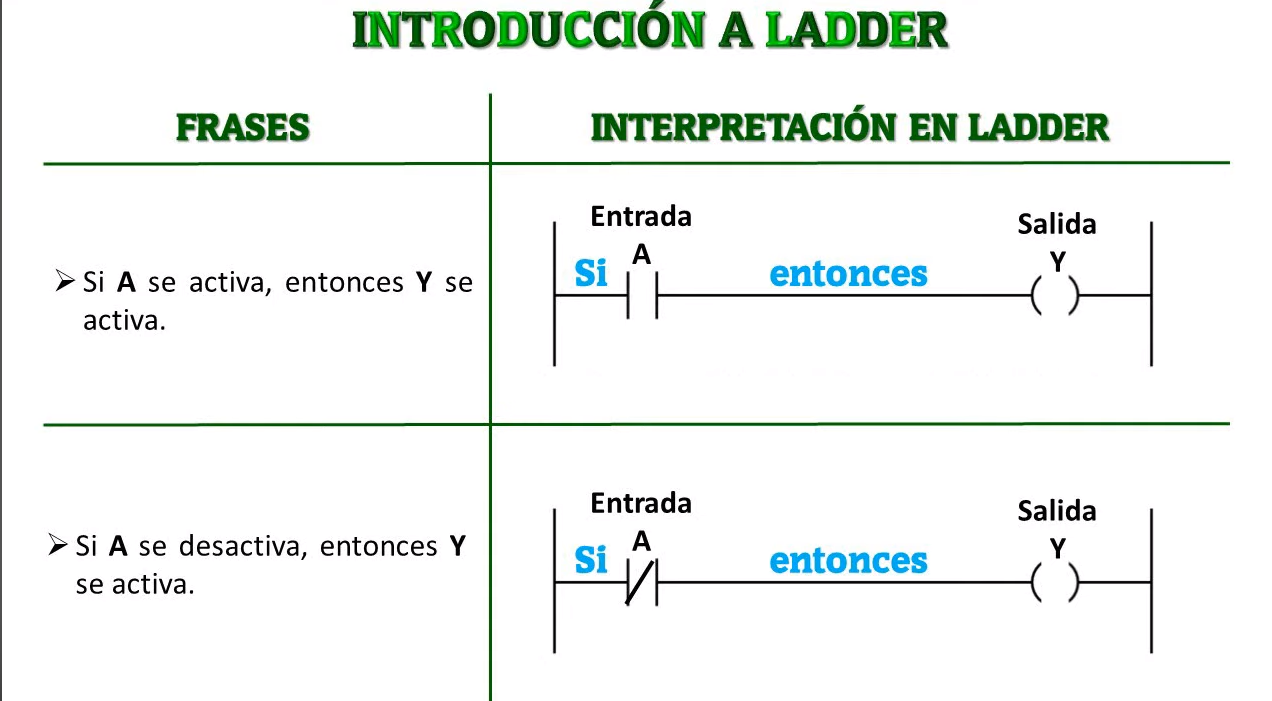 INTRODUCCIÓN A LADDER
FRASES
INTERPRETACIÓN EN LADDER
➢ Si A se activa, entonces Y se
activa.
Entrada
A
Si
entonces
Salida
Y
➢ Si A se desactiva, entonces Y
se activa.
Entrada
A
Si
entonces
Salida
Y